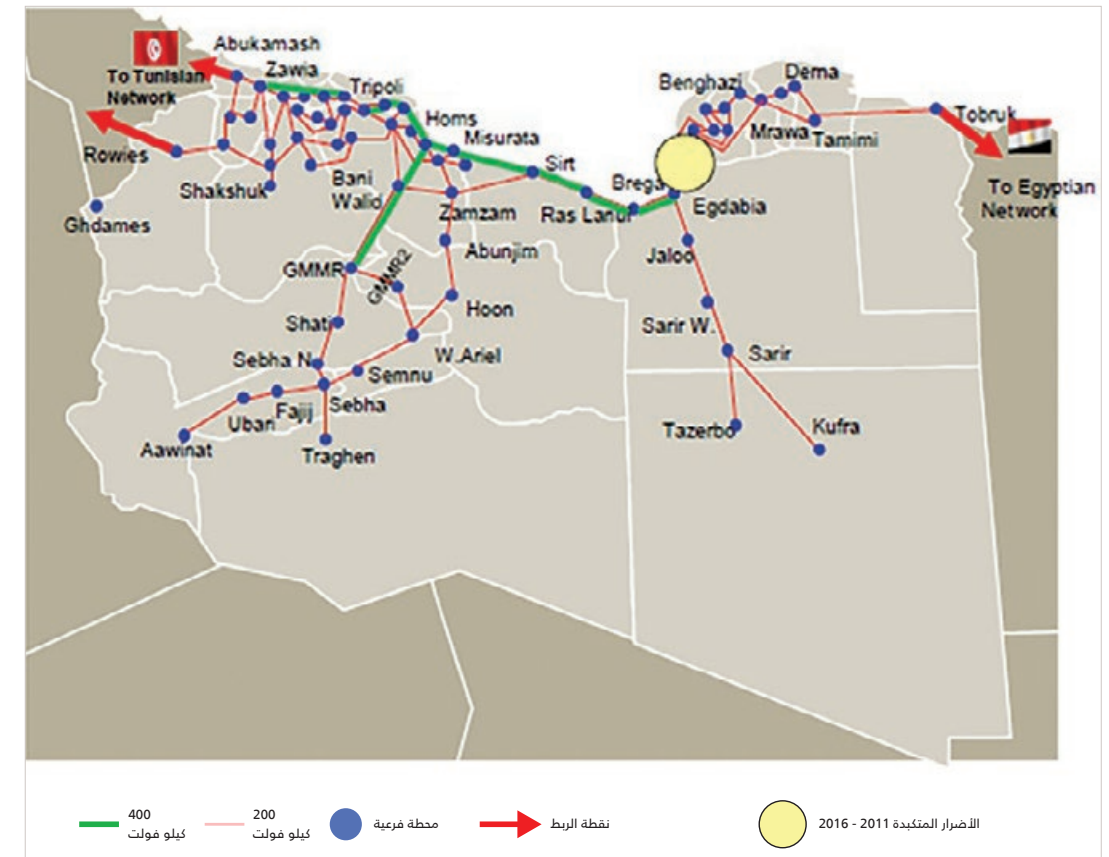 Abukamash
To Tunisian
Network
Zawia
Tripoli
Homs
Misurata
Rowies
Shakshuk
Bani
Walid
Ghdames
Zamzam
Sirt
Ras Lanuf
Brega
Egdabia
Benghazi
Derna
Mrawa
Tamimi
Tobruk
To Egyptian
Network
GMMR
GMMR2
Abunjim
Hoon
Shati
W.Ariel
Sebha N.
Semnu
Sebha
Fajij
Ubari
Aawinat
Traghen
Jaloo
Sarir W.
Sarir
Tazerbo
Kufra
400
كيلو فولت
200
كيلو فولت
محطة فرعية
نقطة الربط
الأضرار المتكبدة 2011 - 2016